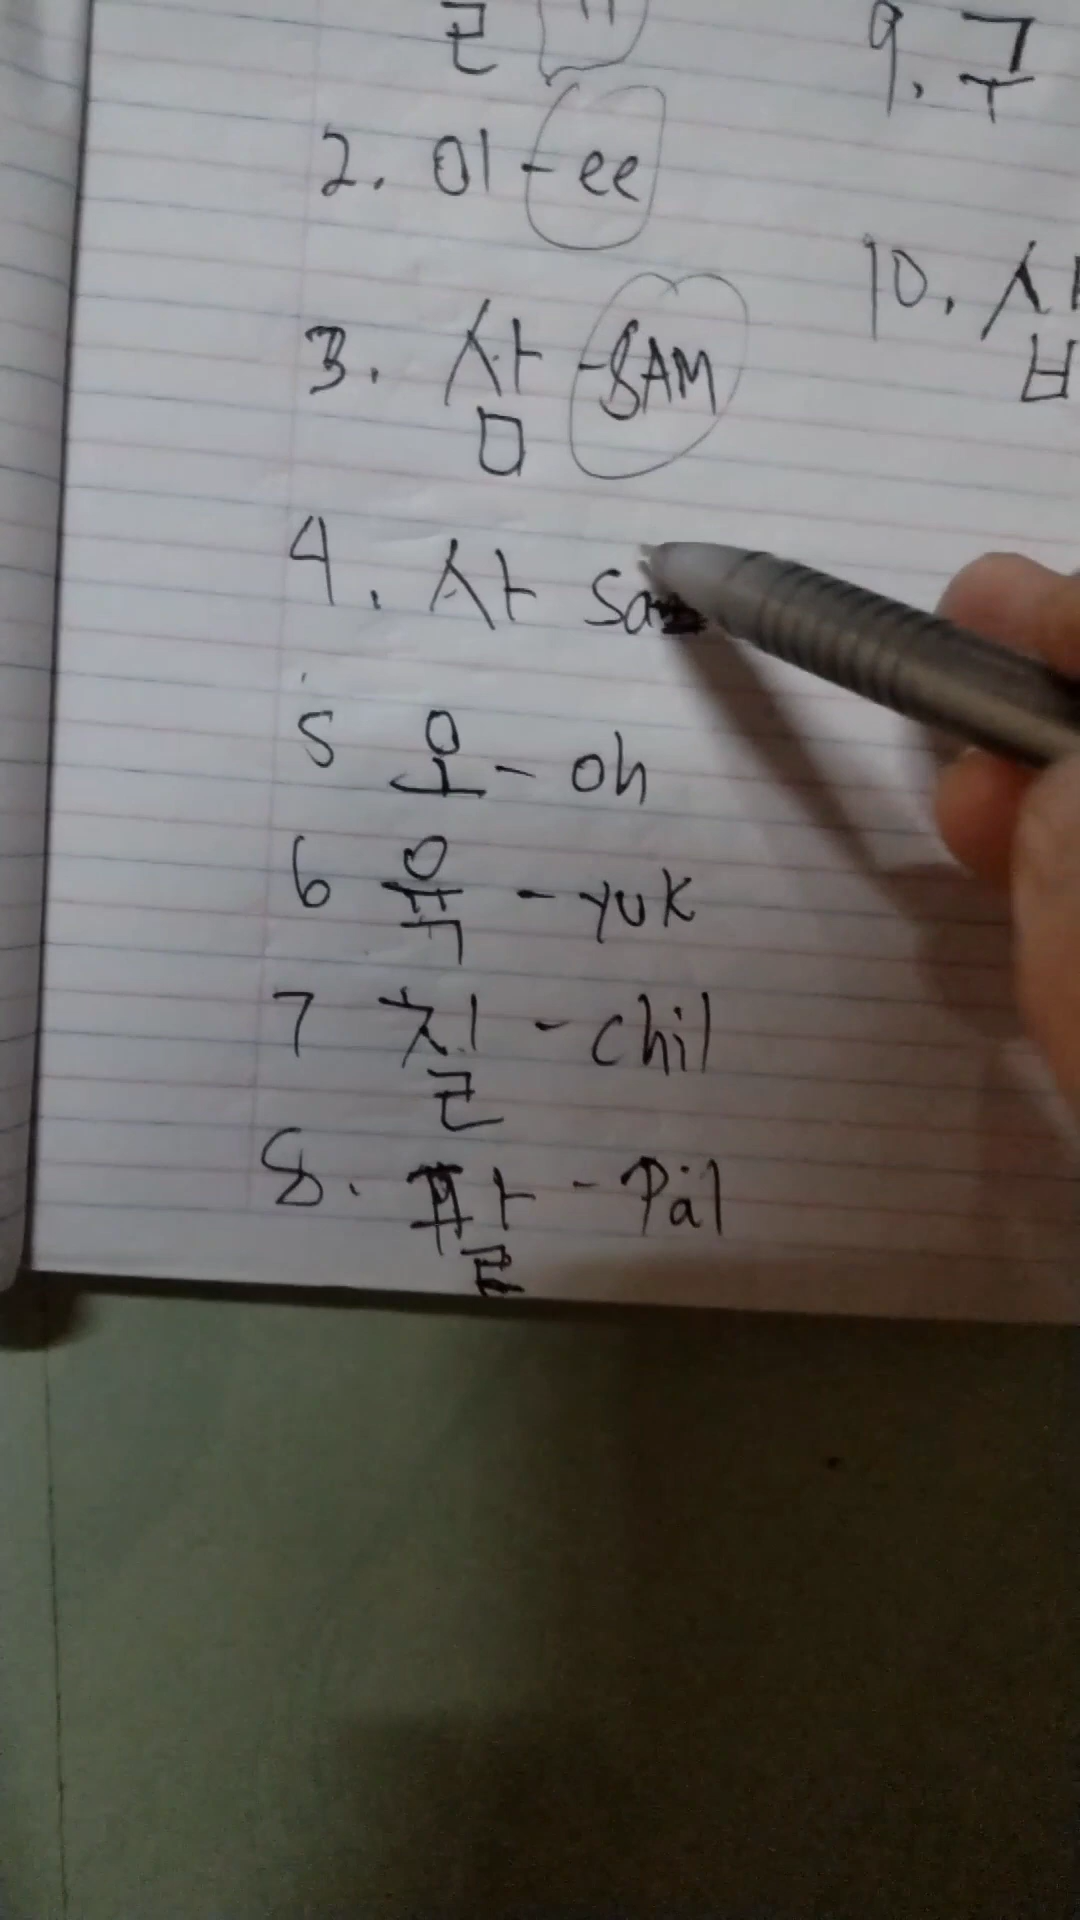 2. 이 - ee
3. 삼 - SAM
4. 사 sa
5 오 - oh
6 육 - yuk
7 칠 - chil
8. 팔 - Pal
9. 구
10.